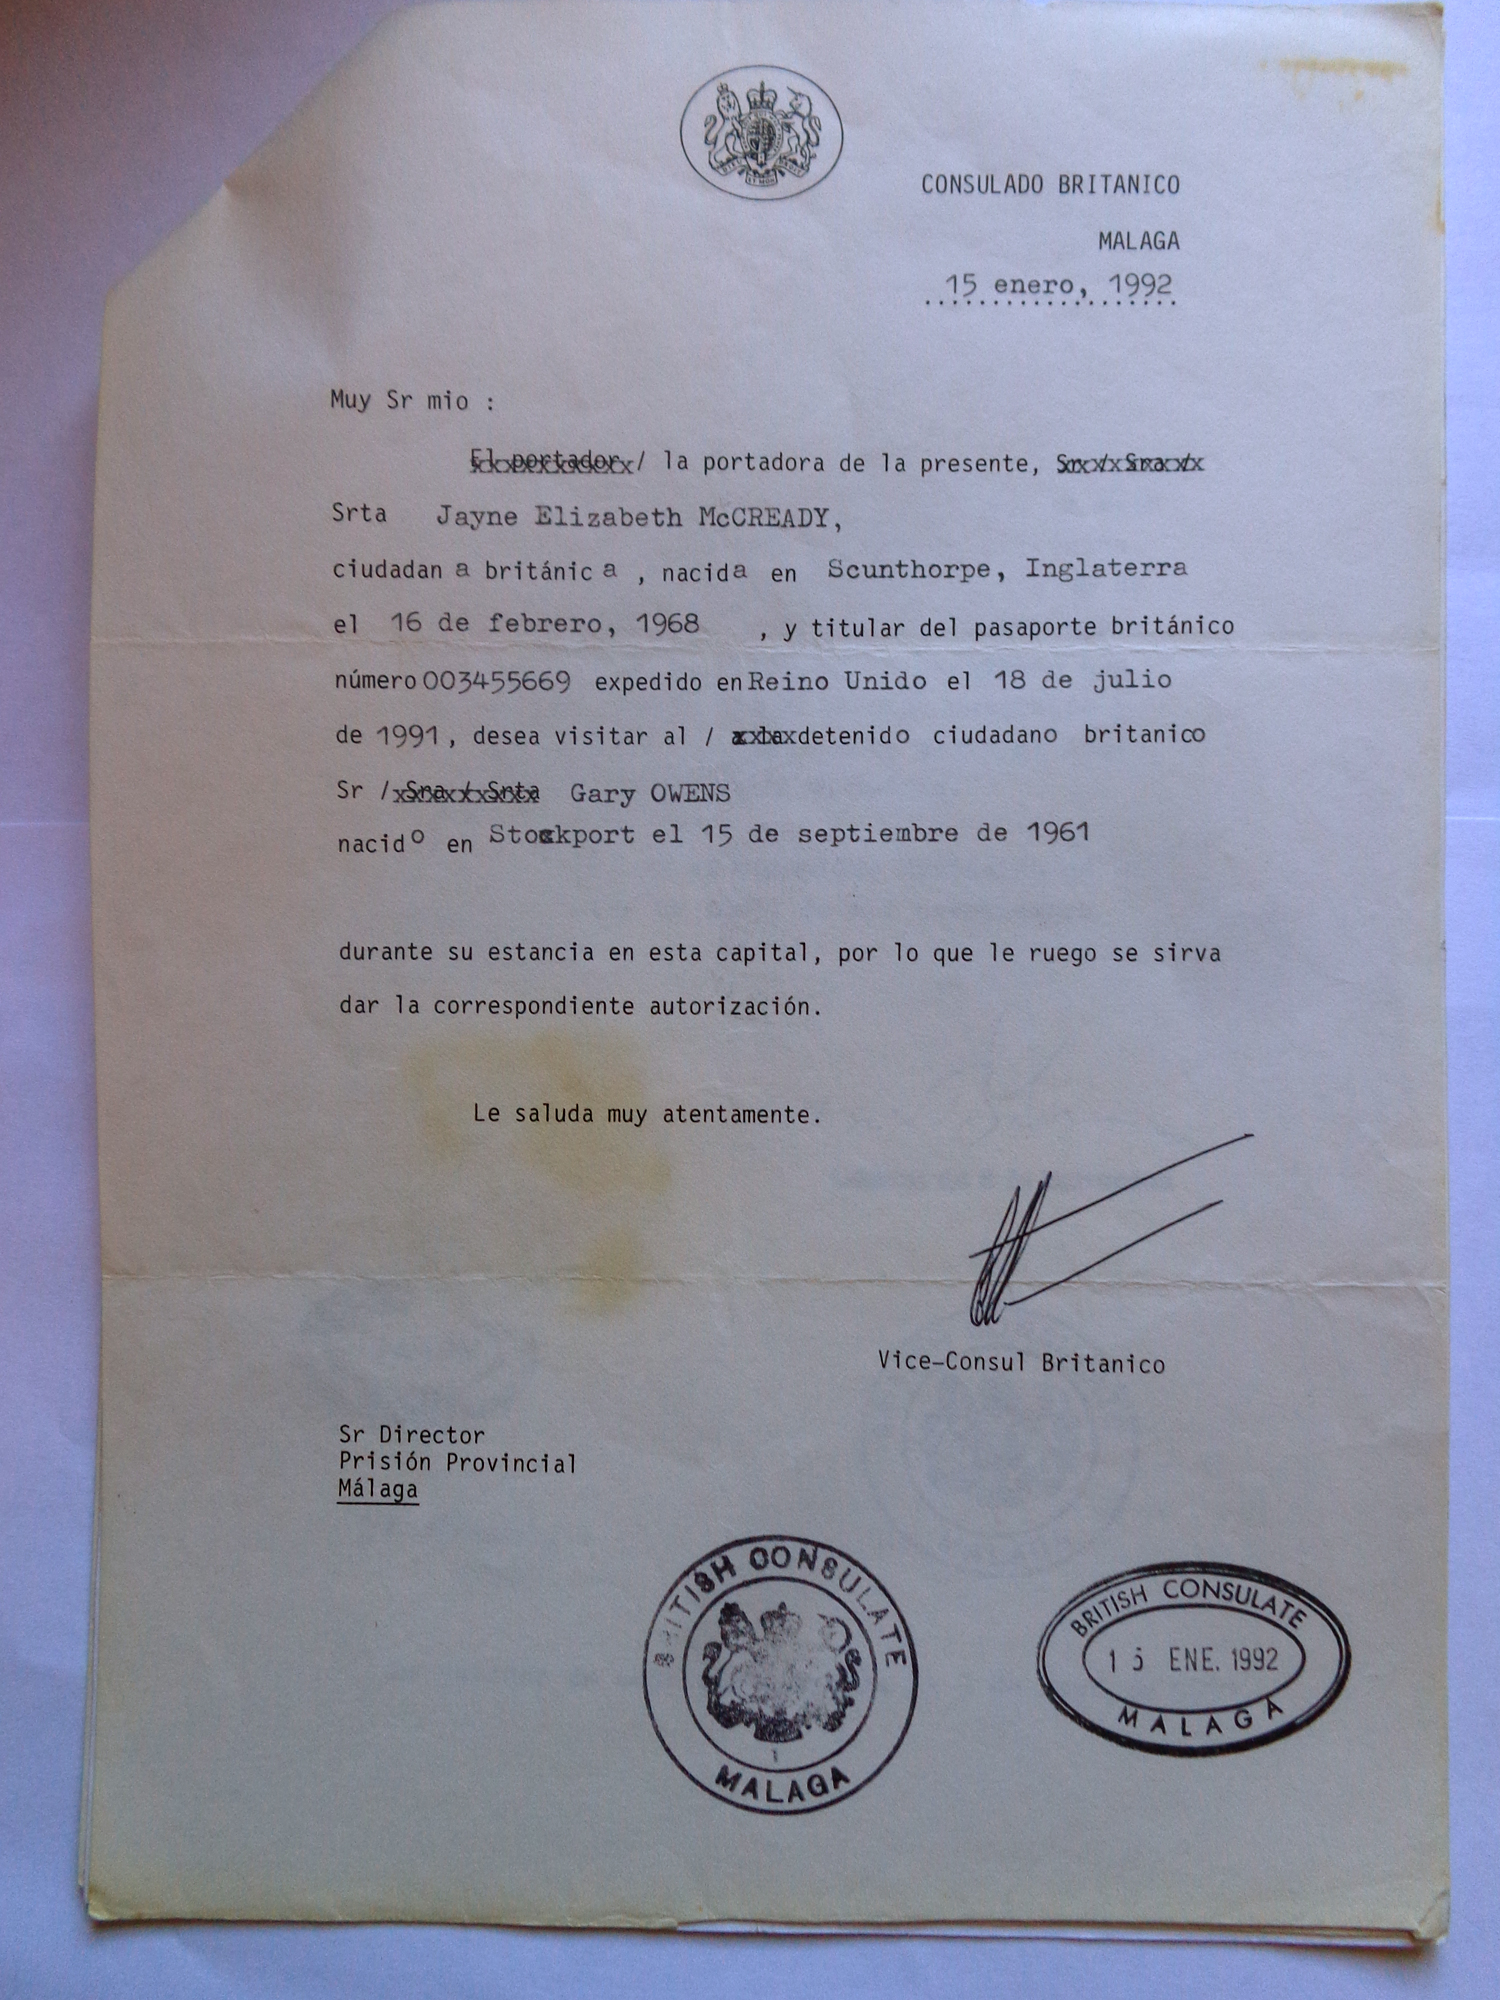 CONSULADO BRITANICO
MALAGA
15 enero, 1992
Muy Sr mio :
El portador / la portadora de la presente, Sr / Sra /
Srta Jayne Elizabeth McCREADY,
ciudadan a británic a , nacida en Scunthorpe, Inglaterra
el 16 de febrero, 1968 , y titular del pasaporte británico
número 003455669 expedido en Reino Unido el 18 de julio
de 1991, desea visitar al / a la detenido ciudadano britanico
Sr / Sra / Srta Gary OWENS
nacido en Stockport el 15 de septiembre de 1961
durante su estancia en esta capital, por lo que le ruego se sirva
dar la correspondiente autorización.
Le saluda muy atentamente.
Vice-Consul Britanico
Sr Director
Prisión Provincial
Málaga
BRITISH CONSULATE
MALAGA
BRITISH CONSULATE
15 ENE. 1992
MALAGA